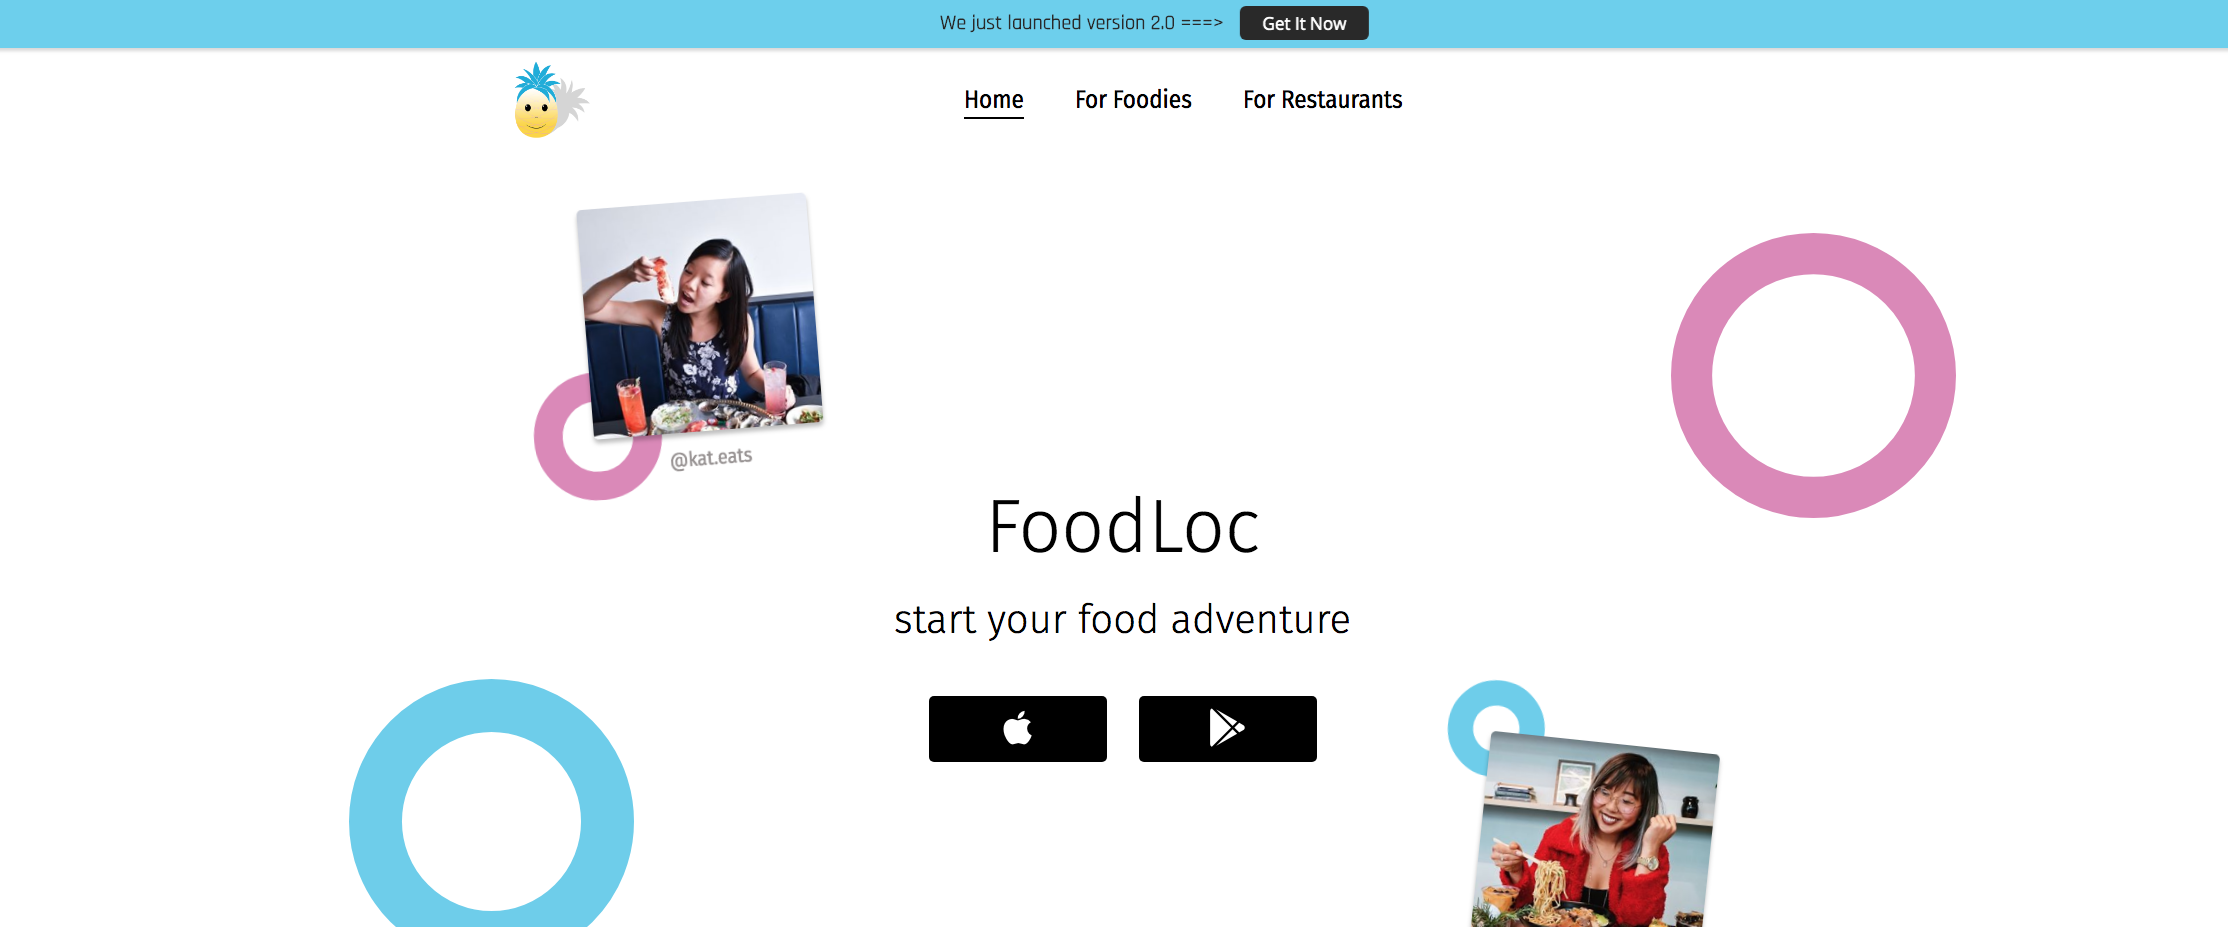 We just launched version 2.0 ===> Get It Now
Home For Foodies For Restaurants
@kat.eats
FoodLoc
start your food adventure